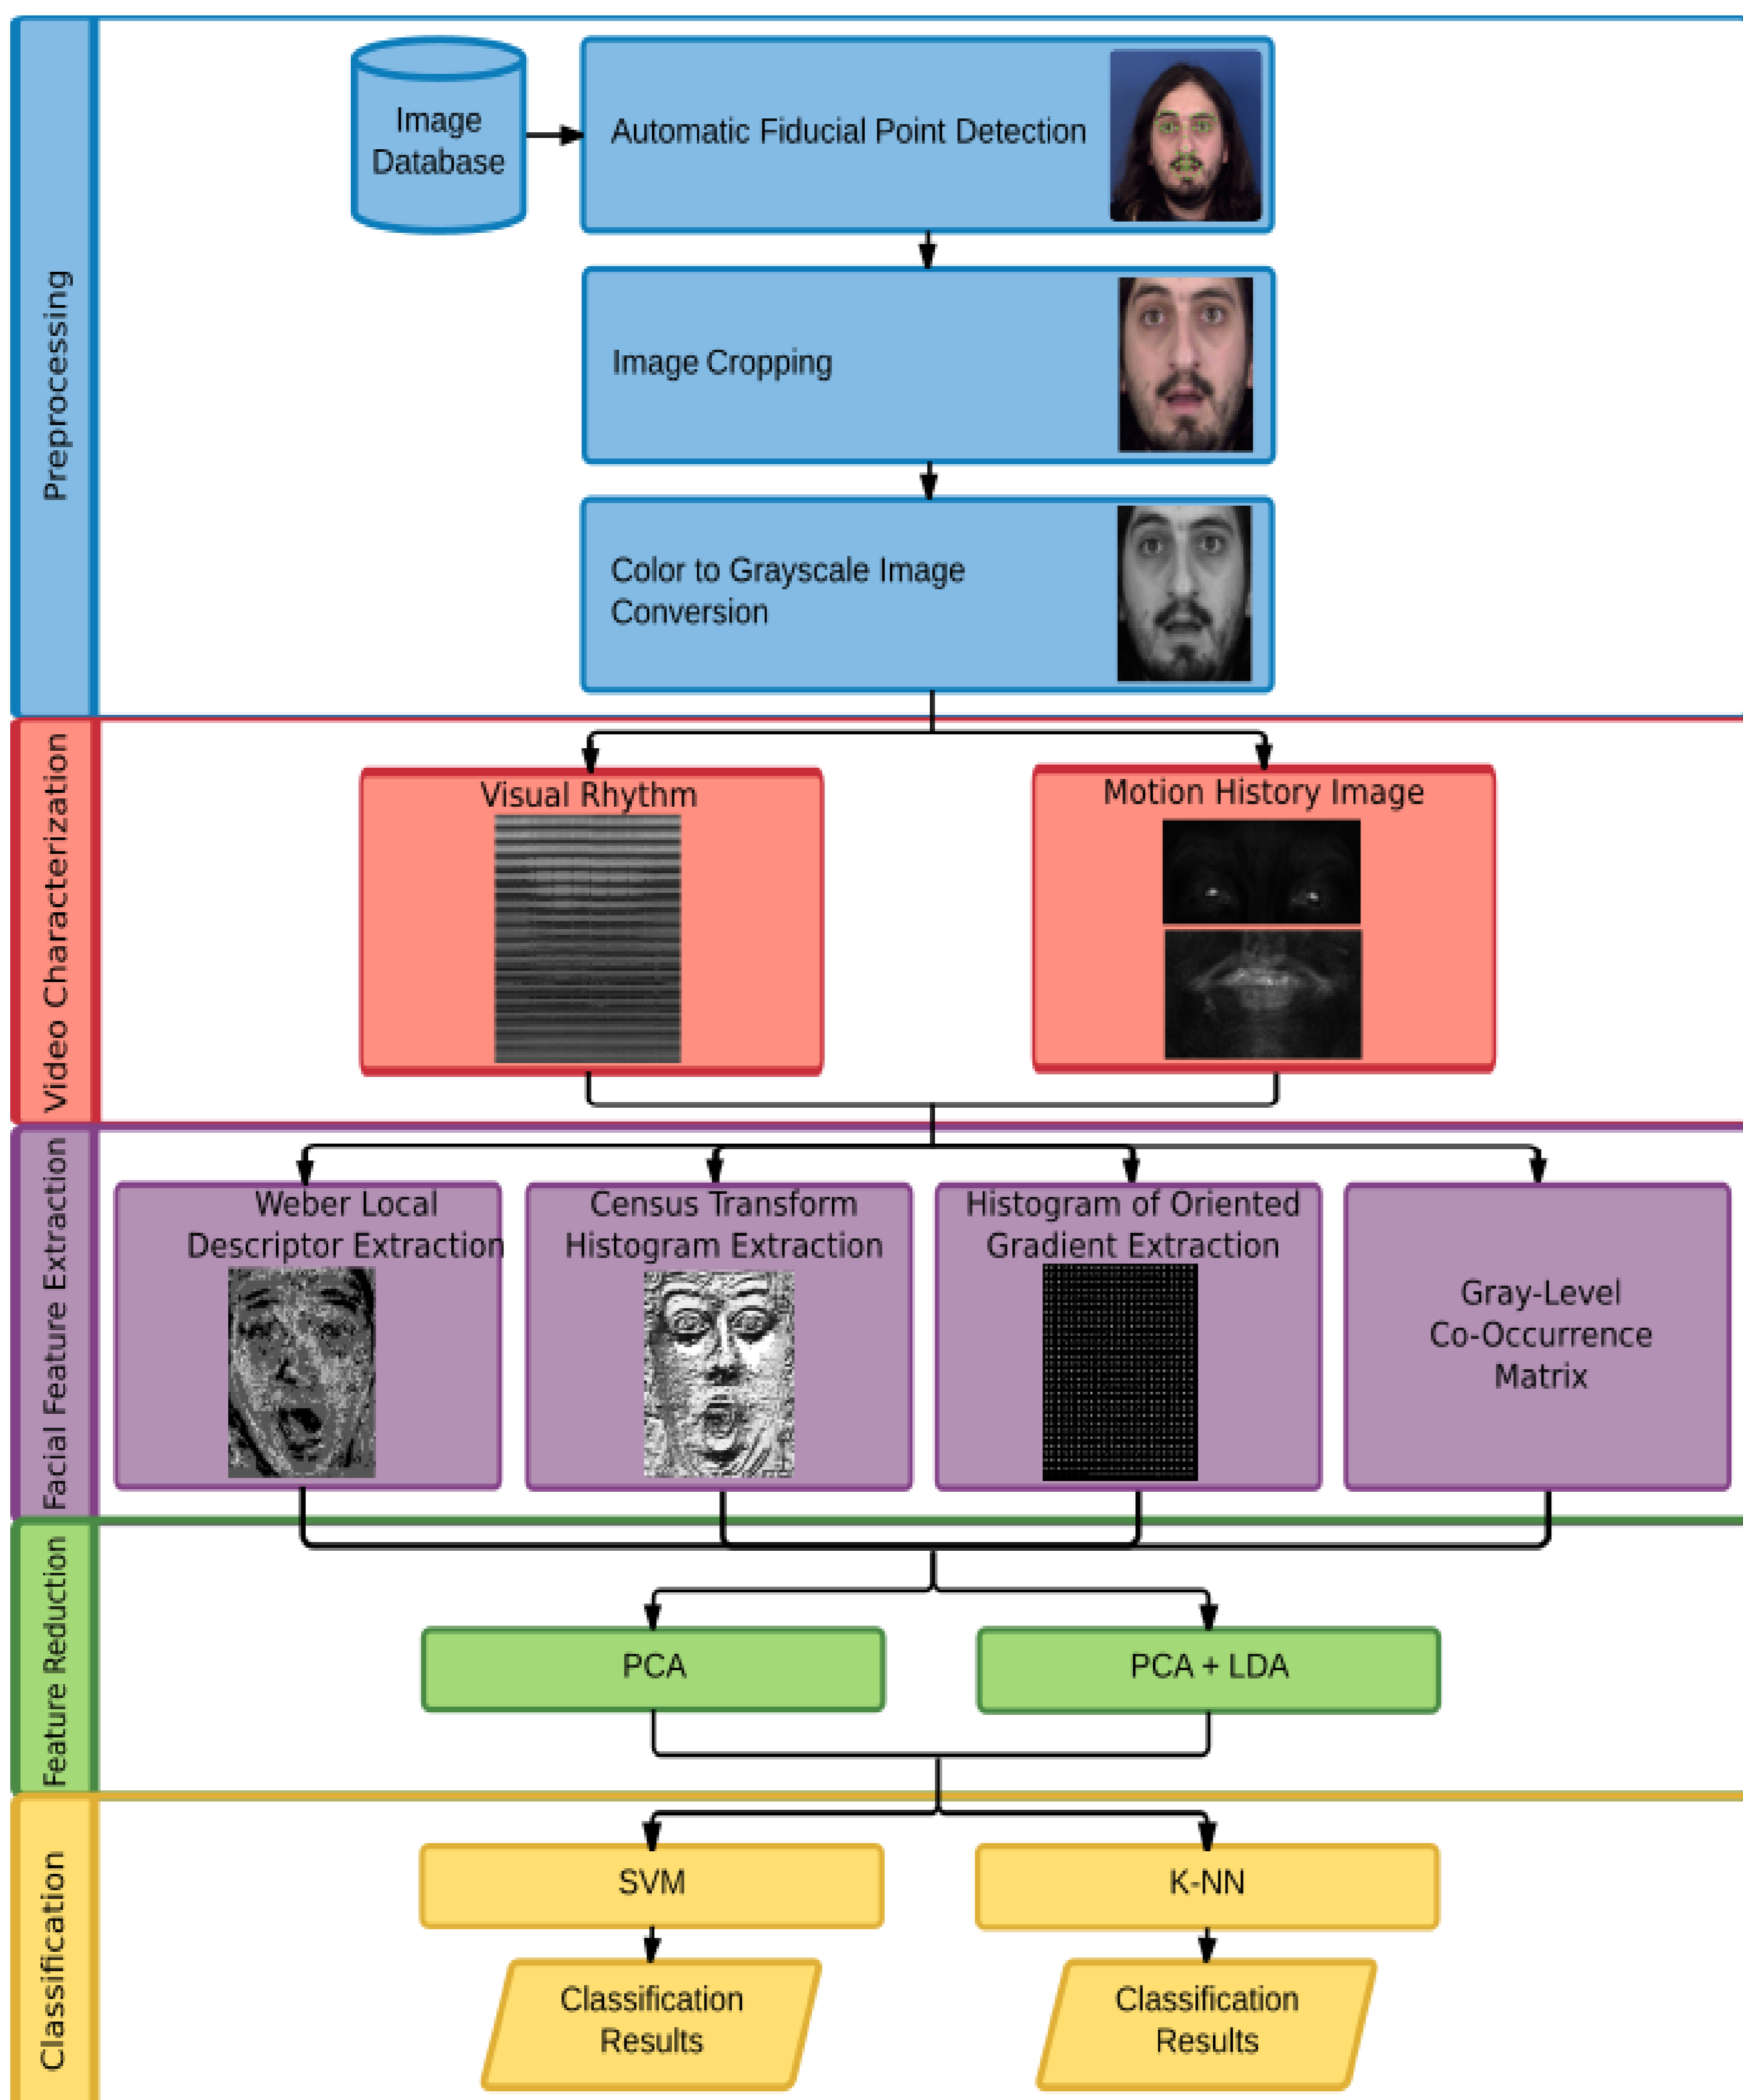 Preprocessing
Image
Database
Automatic Fiducial Point Detection
Image Cropping
Color to Grayscale Image
Conversion
Video Characterization
Visual Rhythm
Motion History Image
Facial Feature Extraction
Weber Local
Descriptor Extraction
Census Transform
Histogram Extraction
Histogram of Oriented
Gradient Extraction
Gray-Level
Co-Occurrence
Matrix
Feature Reduction
PCA
PCA + LDA
Classification
SVM
K-NN
Classification
Results
Classification
Results